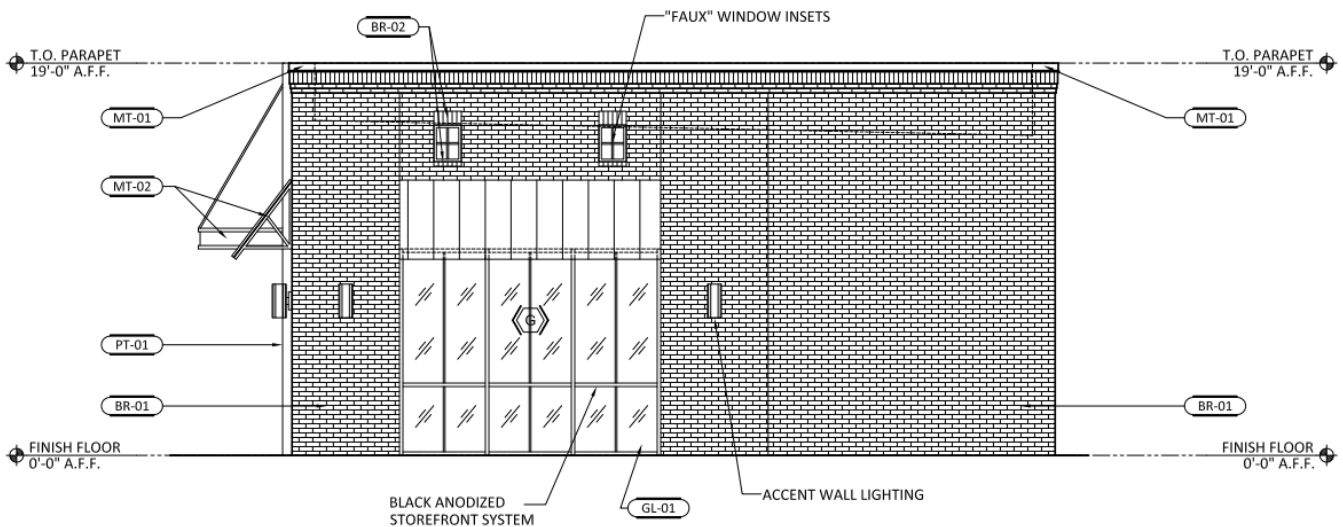 BR-02
"FAUX" WINDOW INSETS
T.O. PARAPET
19'-0" A.F.F.
T.O. PARAPET
19'-0" A.F.F.
MT-01
MT-01
MT-02
G
PT-01
BR-01
BR-01
FINISH FLOOR
0'-0" A.F.F.
FINISH FLOOR
0'-0" A.F.F.
BLACK ANODIZED
STOREFRONT SYSTEM
GL-01
ACCENT WALL LIGHTING